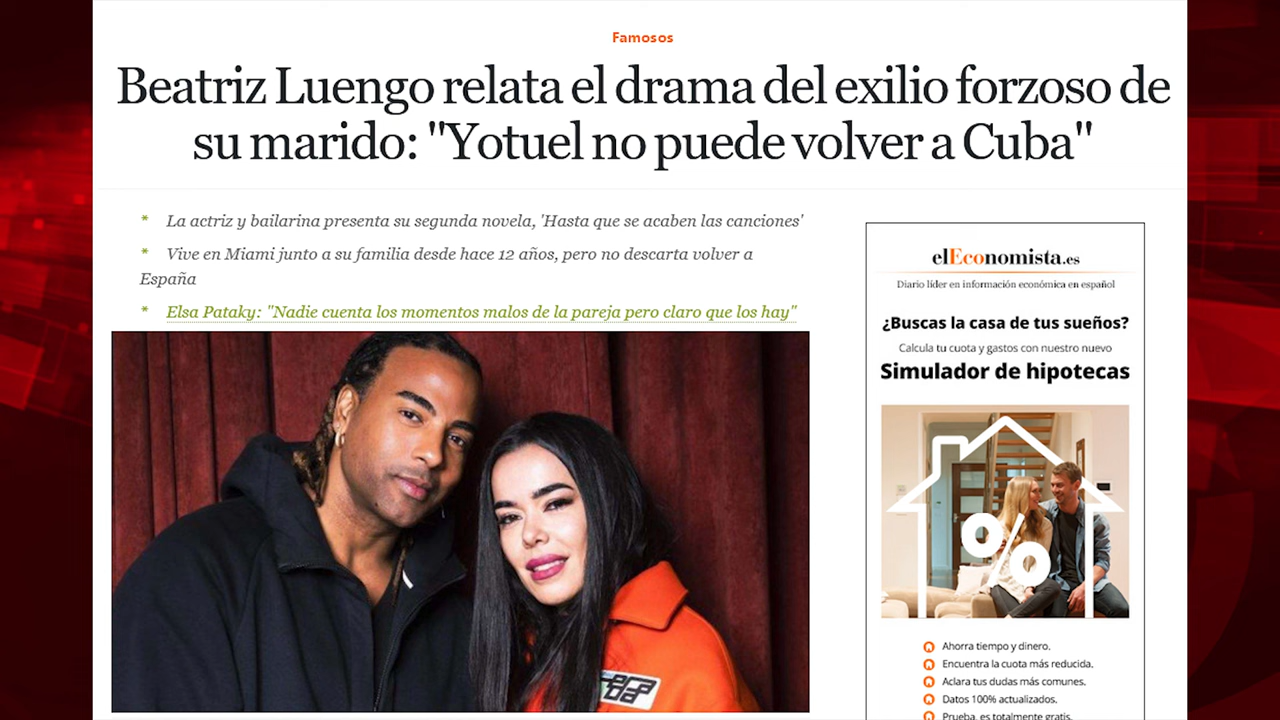 Famosos
Beatriz Luengo relata el drama del exilio forzoso de
su marido: "Yotuel no puede volver a Cuba"
* La actriz y bailarina presenta su segunda novela, 'Hasta que se acaben las canciones'
* Vive en Miami junto a su familia desde hace 12 años, pero no descarta volver a
España
* Elsa Pataky: "Nadie cuenta los momentos malos de la pareja pero claro que los hay"
elEconomista.es
Diario líder en información económica en español
¿Buscas la casa de tus sueños?
Calcula tu cuota y gastos con nuestro nuevo
Simulador de hipotecas
%
Ahorra tiempo y dinero.
Encuentra la cuota más reducida.
Aclara tus dudas más comunes.
Datos 100% actualizados.
Prueba, es totalmente gratis.